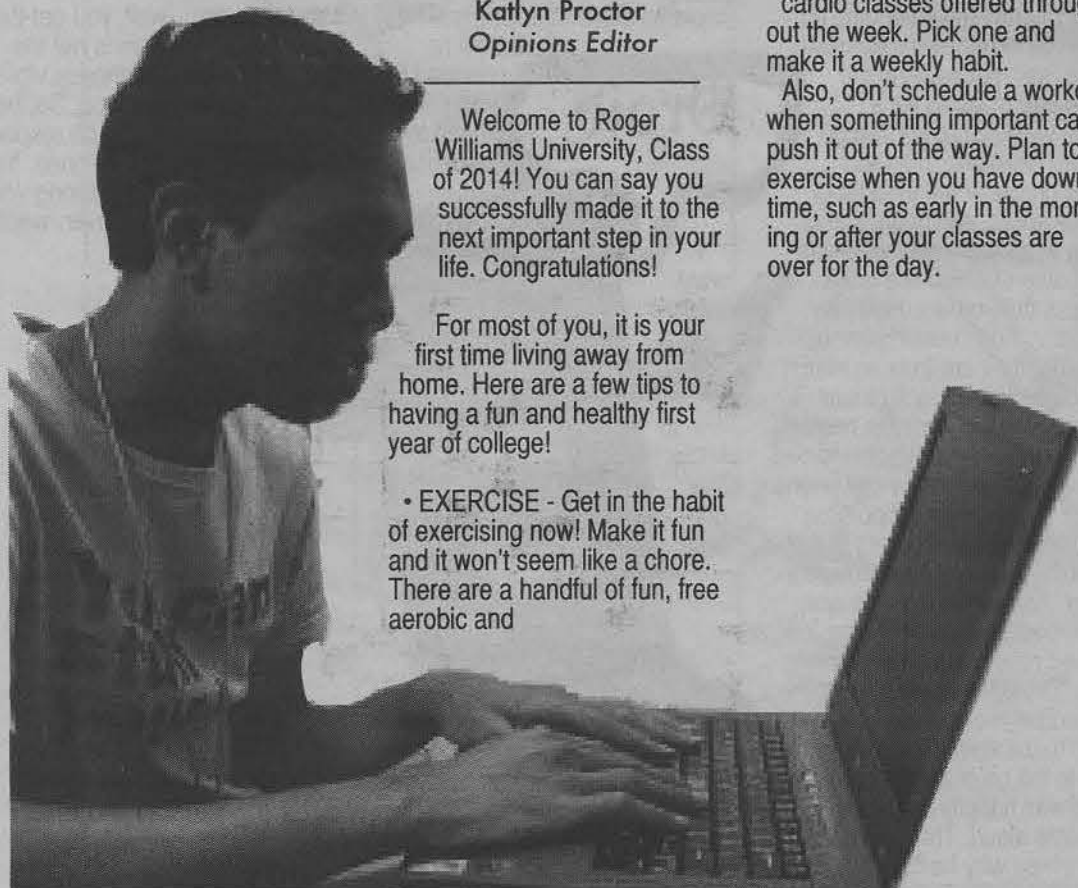 Katlyn Proctor
Opinions Editor
Welcome to Roger
Williams University, Class
of 2014! You can say you
successfully made it to the
next important step in your
life. Congratulations!
For most of you, it is your
first time living away from
home. Here are a few tips to
having a fun and healthy first
year of college!
• EXERCISE - Get in the habit
of exercising now! Make it fun
and it won't seem like a chore.
There are a handful of fun, free
aerobic and
cardio classes offered throu
out the week. Pick one and
make it a weekly habit.
Also, don't schedule a worko
when something important ca
push it out of the way. Plan to
exercise when you have down
time, such as early in the mor
ing or after your classes are
over for the day.